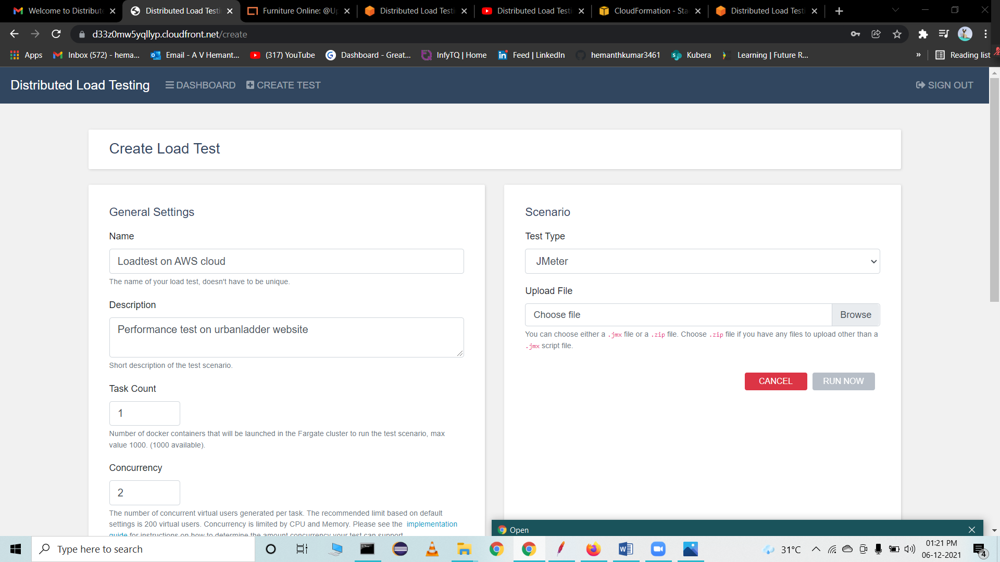 Welcome to Distribut
Distributed Load Testi
Furniture Online: @Up
Distributed Load Testi
Distributed Load Testi
CloudFormation - Sta
Distributed Load Testi
d33z0mw5yqllyp.cloudfront.net/create
Apps
Inbox (572) - hema...
Email - A V Hemant...
(317) YouTube
Dashboard - Great...
InfyTQ | Home
Feed | LinkedIn
hemanthkumar3461
Kubera
Learning | Future R...
»
Reading list
Distributed Load Testing
DASHBOARD
CREATE TEST
SIGN OUT
Create Load Test
General Settings
Name
Loadtest on AWS cloud
The name of your load test, doesn't have to be unique.
Description
Performance test on urbanladder website
Short description of the test scenario.
Task Count
1
Number of docker containers that will be launched in the Fargate cluster to run the test scenario, max
value 1000. (1000 available).
Concurrency
2
The number of concurrent virtual users generated per task. The recommended limit based on default
settings is 200 virtual users. Concurrency is limited by CPU and Memory. Please see the implementation
guide for instructions on how to determine the amount concurrency your test can support.
Scenario
Test Type
JMeter
Upload File
Choose file
Browse
You can choose either a .jmx file or a .zip file. Choose .zip file if you have any files to upload other than a
.jmx script file.
CANCEL
RUN NOW
Open
Type here to search
31°C
01:21 PM
06-12-2021
4